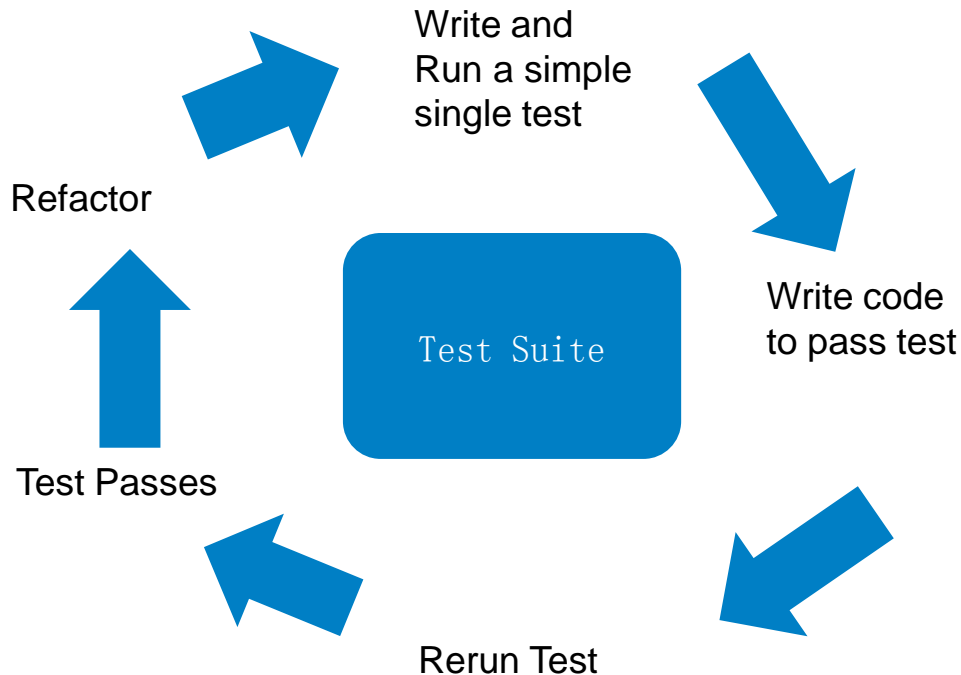 Write and
Run a simple
single test
Refactor
Write code
to pass test
Test Suite
Test Passes
Rerun Test